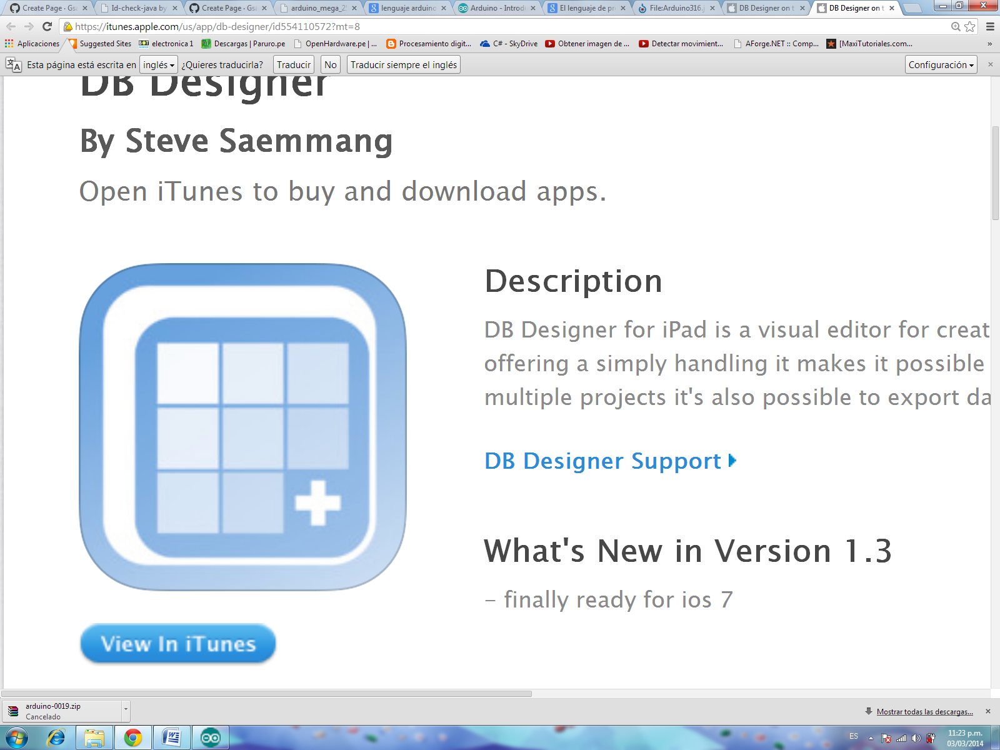 Create Page · Gs
Id-check-java by
Create Page · Gs
arduino_mega_2
lenguaje arduino
Arduino - Introd
El lenguaje de pr
File:Arduino316.j
DB Designer on t
DB Designer on t
https://itunes.apple.com/us/app/db-designer/id554110572?mt=8
Aplicaciones
Suggested Sites
electronica 1
Descargas | Paruro.pe
OpenHardware.pe | ...
Procesamiento digit...
C# - SkyDrive
Obtener imagen de ...
Detectar movimient...
AForge.NET :: Comp...
[MaxiTutoriales.com...
»
Esta página está escrita en inglés ¿Quieres traducirla? Traducir No Traducir siempre el inglés Configuración
DB Designer
By Steve Saemmang
Open iTunes to buy and download apps.
Description
DB Designer for iPad is a visual editor for creat
offering a simply handling it makes it possible
multiple projects it's also possible to export da
DB Designer Support
What's New in Version 1.3
- finally ready for ios 7
View In iTunes
arduino-0019.zip
Cancelado
Mostrar todas las descargas...
ES
11:23 p.m.
03/03/2014